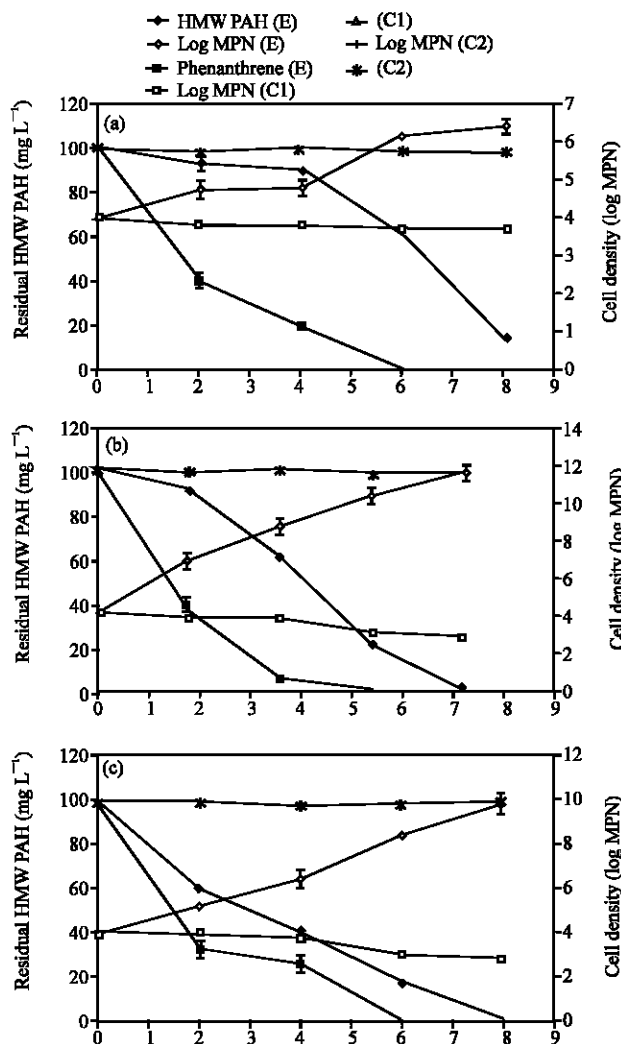 HMW PAH (E)
(C1)
Log MPN (E)
Log MPN (C2)
Phenanthrene (E)
(C2)
Log MPN (C1)
(a)
Residual HMW PAH (mg L⁻¹)
120
100
80
60
40
20
0
0 1 2 3 4 5 6 7 8 9
7
6
5
4
3
2
1
0
Cell density (log MPN)
(b)
Residual HMW PAH (mg L⁻¹)
120
100
80
60
40
20
0
0 1 2 3 4 5 6 7 8 9
14
12
10
8
6
4
2
0
Cell density (log MPN)
(c)
Residual HMW PAH (mg L⁻¹)
120
100
80
60
40
20
0
0 1 2 3 4 5 6 7 8 9
12
10
8
6
4
2
0
Cell density (log MPN)